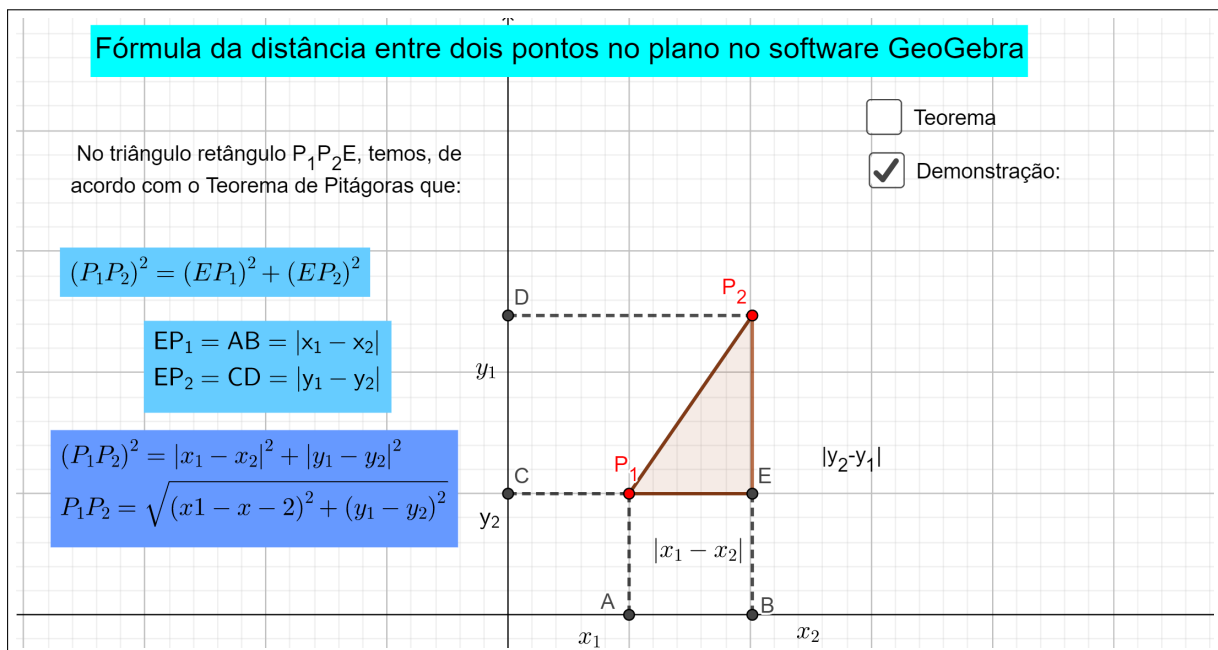 Fórmula da distância entre dois pontos no plano no software GeoGebra
Teorema
Demonstração:
No triângulo retângulo P₁P₂E, temos, de
acordo com o Teorema de Pitágoras que:
(P₁P₂)² = (EP₁)² + (EP₂)²
EP₁ = AB = |x₁ − x₂|
EP₂ = CD = |y₁ − y₂|
(P₁P₂)² = |x₁ − x₂|² + |y₁ − y₂|²
P₁P₂ = √((x1 − x − 2)² + (y₁ − y₂)²)
D
P₂
y₁
C
P₁
E
|y₂-y₁|
y₂
|x₁ − x₂|
A
B
x₁
x₂